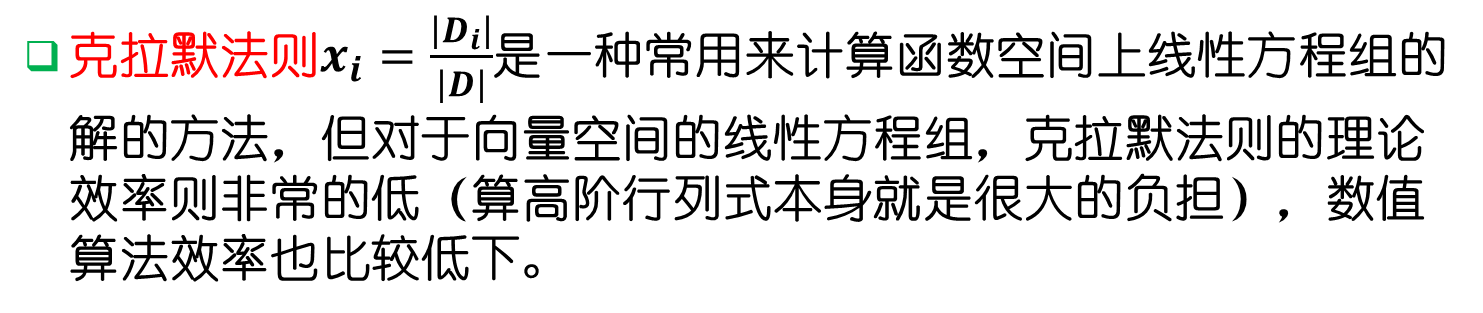 ❑ 克拉默法则$x_i = \frac{|D_i|}{|D|}$是一种常用来计算函数空间上线性方程组的
解的方法，但对于向量空间的线性方程组，克拉默法则的理论
效率则非常的低（算高阶行列式本身就是很大的负担），数值
算法效率也比较低下。